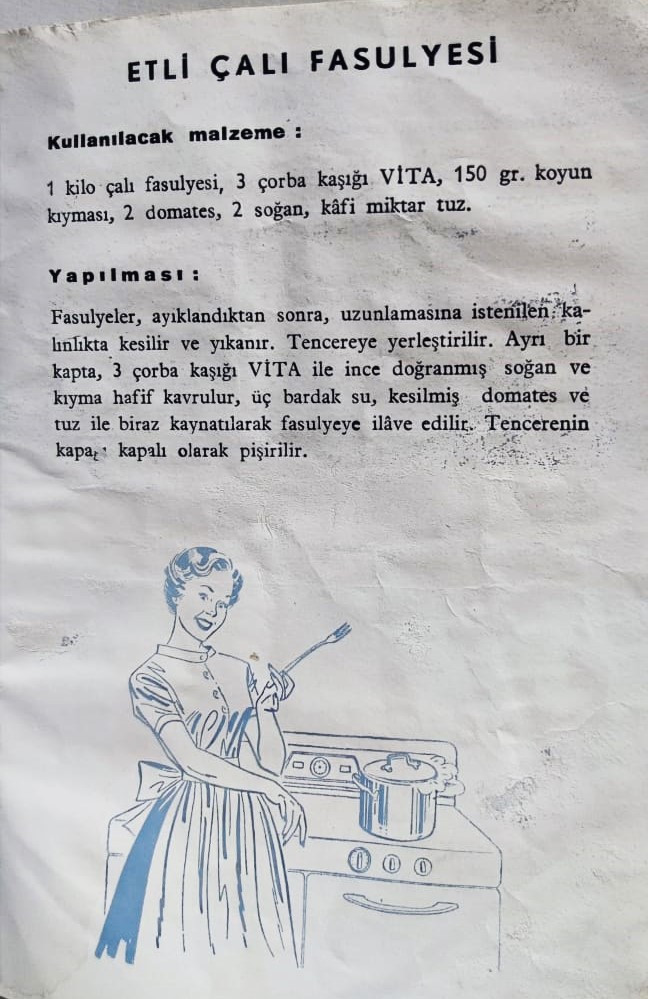 ETLİ ÇALI FASULYESİ
Kullanılacak malzeme :
1 kilo çalı fasulyesi, 3 çorba kaşığı VİTA, 150 gr. koyun
kıyması, 2 domates, 2 soğan, kâfi miktar tuz.
Yapılması :
Fasulyeler, ayıklandıktan sonra, uzunlamasına istenilen ka-
lınlıkta kesilir ve yıkanır. Tencereye yerleştirilir. Ayrı bir
kapta, 3 çorba kaşığı VİTA ile ince doğranmış soğan ve
kıyma hafif kavrulur, üç bardak su, kesilmiş domates ve
tuz ile biraz kaynatılarak fasulyeye ilâve edilir. Tencerenin
kapalı olarak pişirilir.